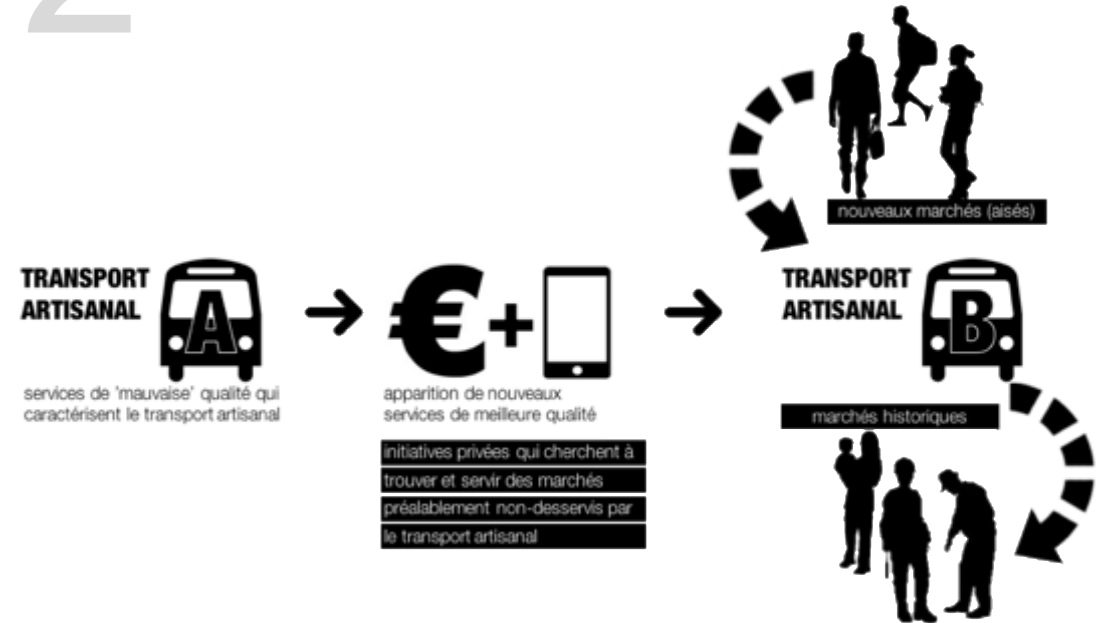 2
nouveaux marchés (aisés)
TRANSPORT
ARTISANAL
A
services de 'mauvaise' qualité qui
caractérisent le transport artisanal
€+
apparition de nouveaux
services de meilleure qualité
initiatives privées qui cherchent à
trouver et servir des marchés
préalablement non-desservis par
le transport artisanal
TRANSPORT
ARTISANAL
B
marchés historiques